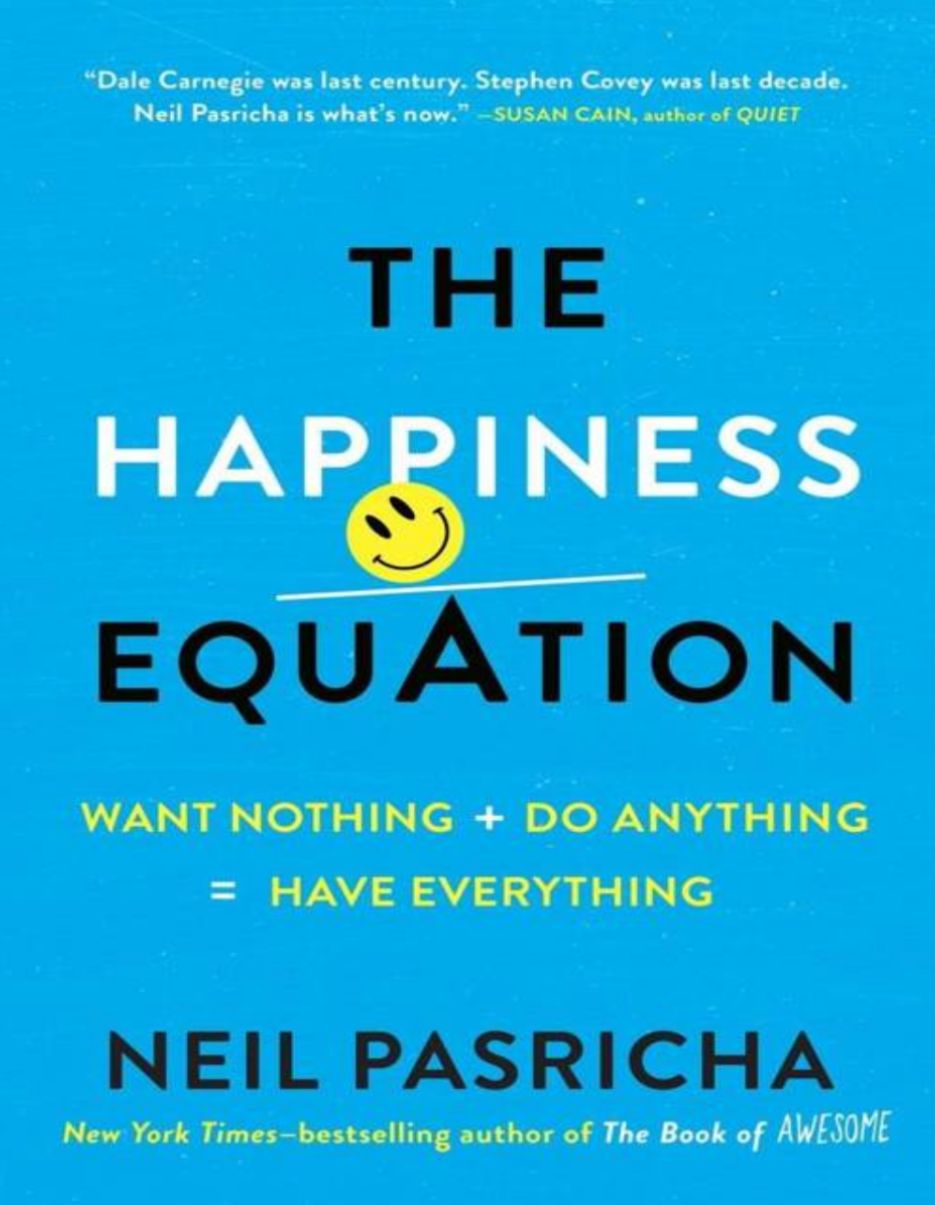 “Dale Carnegie was last century. Stephen Covey was last decade.
Neil Pasricha is what’s now.” —SUSAN CAIN, author of QUIET
THE
HAPPINESS
EQUATION
WANT NOTHING + DO ANYTHING
= HAVE EVERYTHING
NEIL PASRICHA
New York Times–bestselling author of The Book of AWESOME